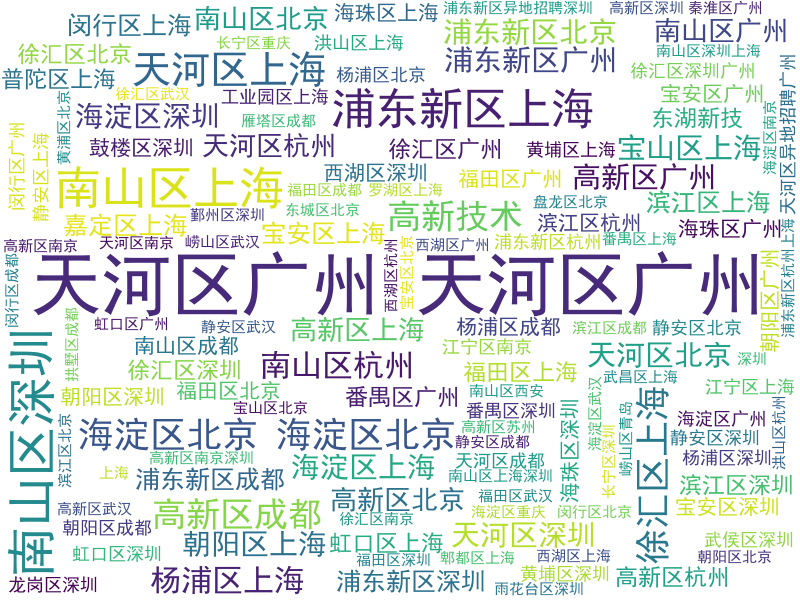 浦东新区异地招聘深圳
高新区深圳
秦淮区广州
闵行区上海
南山区北京
海珠区上海
浦东新区北京
南山区广州
徐汇区北京
长宁区重庆
洪山区上海
天河区上海
浦东新区广州
南山区深圳上海
普陀区上海
杨浦区北京
徐汇区深圳广州
天河区异地招聘广州
黄浦区北京
徐汇区武汉
工业园区上海
浦东新区上海
宝安区广州
海淀区深圳
雁塔区成都
东湖新技
海淀区南京
闵行区广州
静安区上海
鼓楼区深圳
天河区杭州
徐汇区广州
黄埔区上海
宝山区上海
南山区上海
西湖区深圳
福田区广州
高新区广州
福田区成都
罗湖区上海
盘龙区北京
滨江区上海
嘉定区上海
鄞州区深圳
东城区北京
高新技术
滨江区杭州
海珠区广州
高新区南京
天河区南京
崂山区武汉
宝安区上海
西湖区杭州
宝安区北京
西湖区广州
浦东新区杭州
番禺区上海
朝阳区广州
浦东新区杭州上海
闵行区成都
天河区广州
天河区广州
虹口区广州
静安区武汉
高新区上海
杨浦区成都
滨江区成都
静安区北京
拱墅区成都
南山区成都
江宁区南京
天河区北京
深圳
南山区深圳
徐汇区深圳
南山区杭州
福田区上海
武昌区上海
朝阳区深圳
福田区北京
番禺区广州
南山区西安
海淀区武汉
江宁区上海
宝山区北京
番禺区深圳
海珠区深圳
崂山区青岛
徐汇区上海
海淀区广州
洪山区杭州
滨江区北京
海淀区北京
海淀区北京
高新区苏州
静安区成都
静安区深圳
高新区南京深圳
海淀区上海
天河区成都
长宁区深圳
杨浦区深圳
上海
浦东新区成都
南山区上海深圳
滨江区深圳
高新区武汉
高新区成都
高新区北京
福田区武汉
宝安区深圳
朝阳区成都
徐汇区南京
海淀区重庆
闵行区北京
虹口区深圳
朝阳区上海
虹口区上海
天河区深圳
武侯区深圳
福田区深圳
郫都区上海
西湖区上海
朝阳区北京
龙岗区深圳
杨浦区上海
浦东新区深圳
黄埔区深圳
高新区杭州
雨花台区深圳